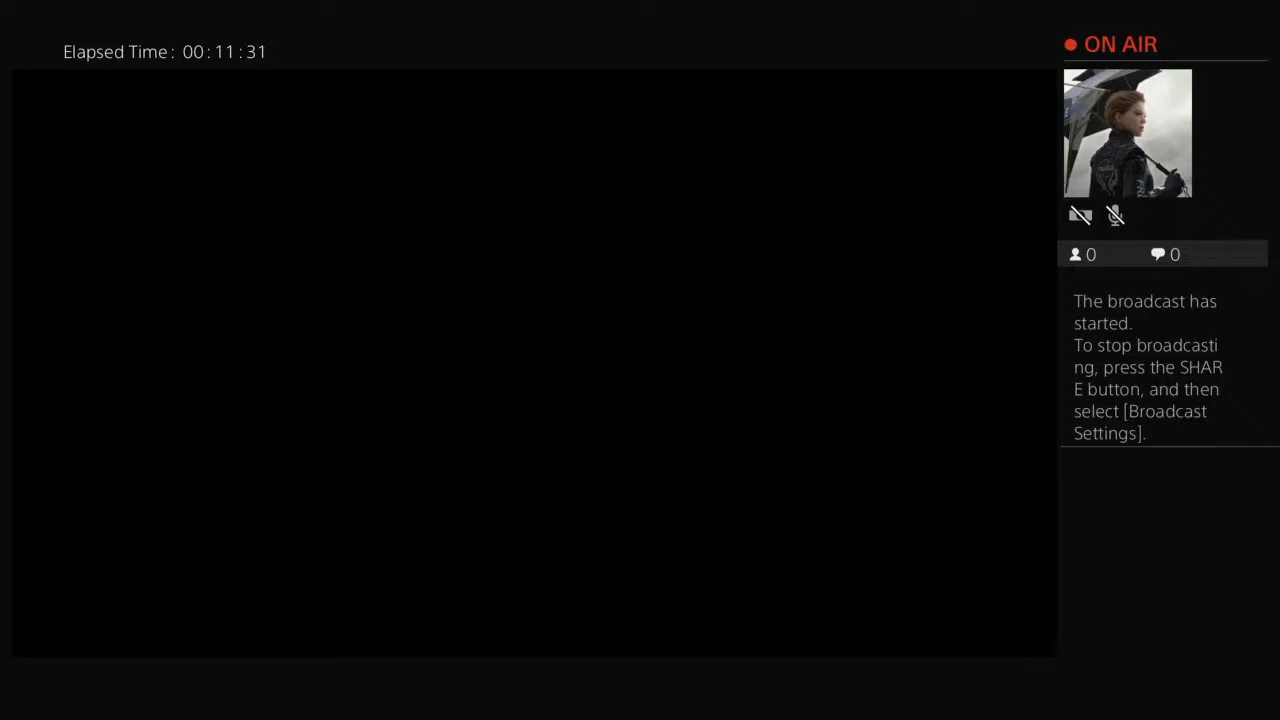 Elapsed Time: 00:11:31
ON AIR
0
0
The broadcast has
started.
To stop broadcasti
ng, press the SHAR
E button, and then
select [Broadcast
Settings].